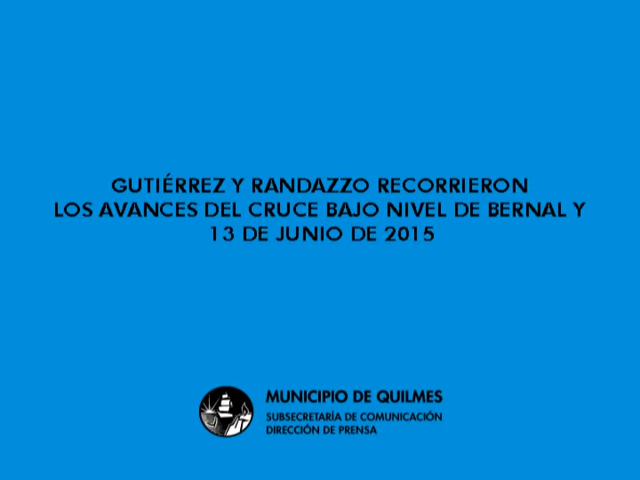 GUTIÉRREZ Y RANDAZZO RECORRIERON
LOS AVANCES DEL CRUCE BAJO NIVEL DE BERNAL Y
13 DE JUNIO DE 2015
MUNICIPIO DE QUILMES
SUBSECRETARÍA DE COMUNICACIÓN
DIRECCIÓN DE PRENSA